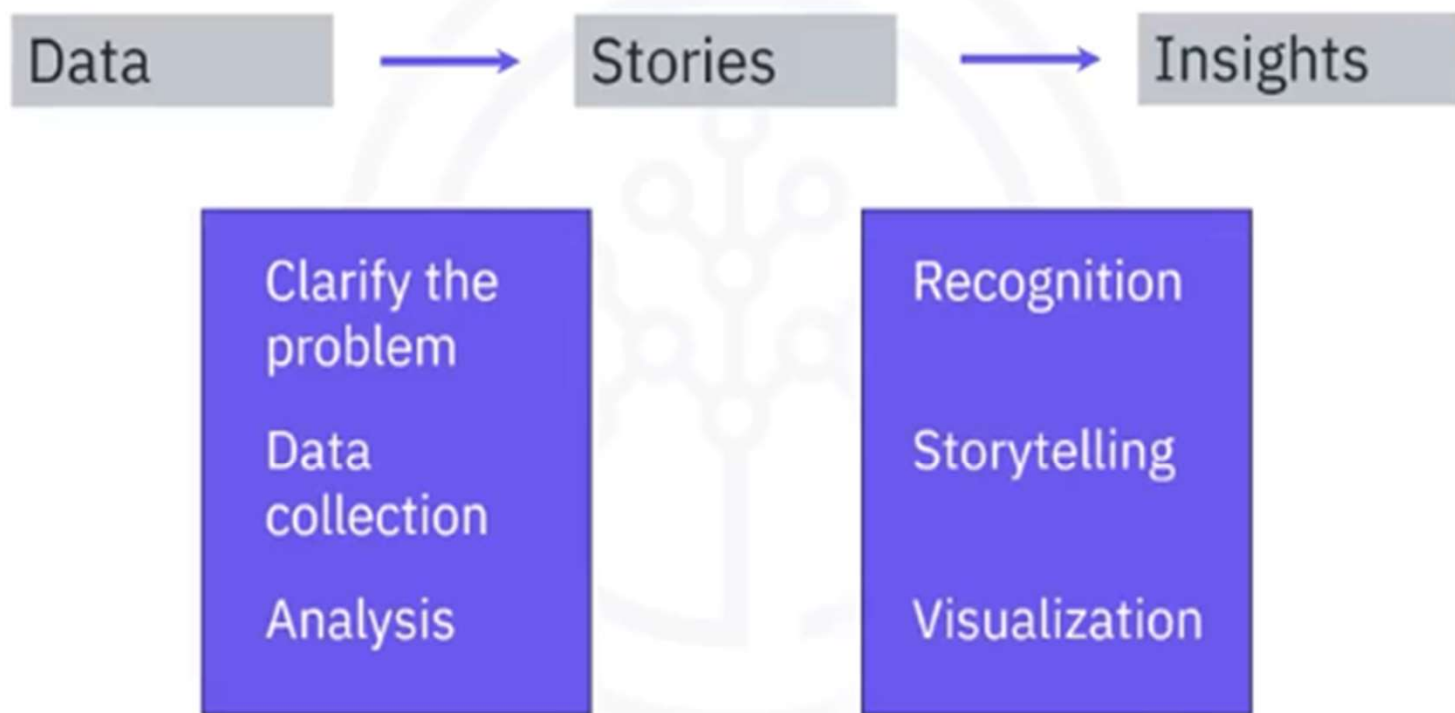 Data
Stories
Insights
Clarify the
problem
Data
collection
Analysis
Recognition
Storytelling
Visualization